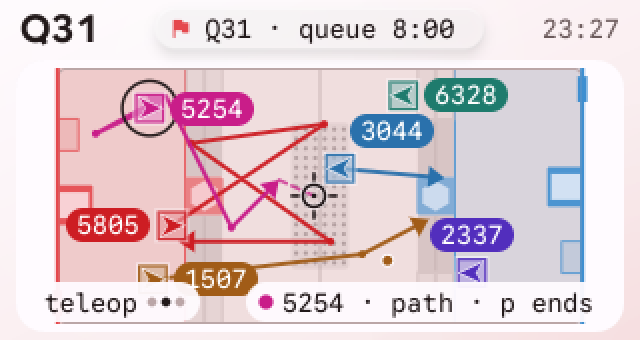 Q31
Q31 · queue 8:00
23:27
5254
6328
3044
5805
2337
1507
teleop
5254 · path · p ends